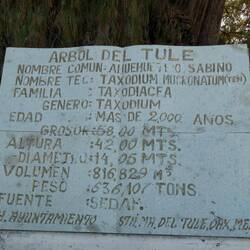 ARBOL DEL TULE
NOMBRE COMUN: AHUEHUETE O SABINO
NOMBRE TEC: TAXODIUM MUCRONATUM (TEN)
FAMILIA : TAXODIACEA
GENERO: TAXODIUM
EDAD : MAS DE 2,000 AÑOS
GROSOR: 58.00 MTS.
ALTURA : 42.00 MTS.
DIAMETRO: 14.05 MTS
VOLUMEN : 816,829 M³
PESO : 636,107 TONS.
FUENTE : SEDAF.
H. AYUNTAMIENTO STA. MA. DEL TULE, OAX.